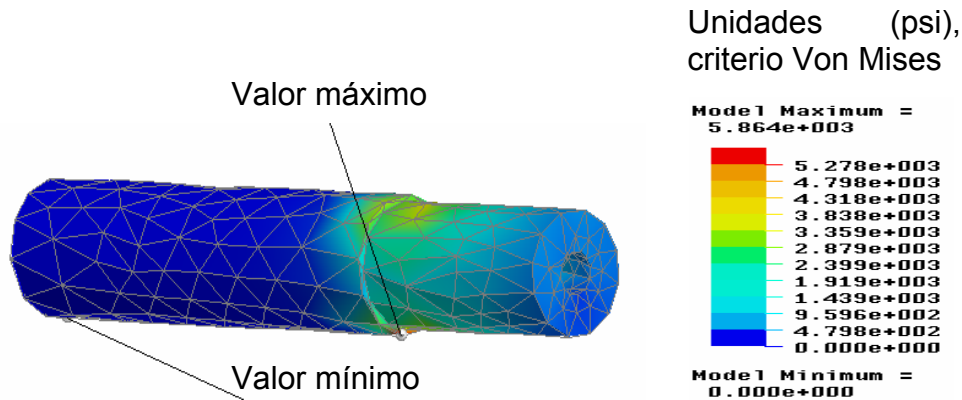 Unidades (psi),
criterio Von Mises
Valor máximo
Model Maximum =
5.864e+003
5.278e+003
4.798e+003
4.318e+003
3.838e+003
3.359e+003
2.879e+003
2.399e+003
1.919e+003
1.439e+003
9.596e+002
4.798e+002
0.000e+000
Valor mínimo
Model Minimum =
0.000e+000